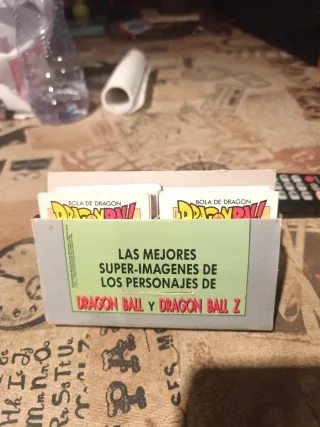 BOLA DE DRAGON
BOLA DE DRAGON
DRAGON BALL
DRAGON BALL
LAS MEJORES
SUPER-IMAGENES DE
LOS PERSONAJES DE
DRAGON BALL Y DRAGON BALL Z